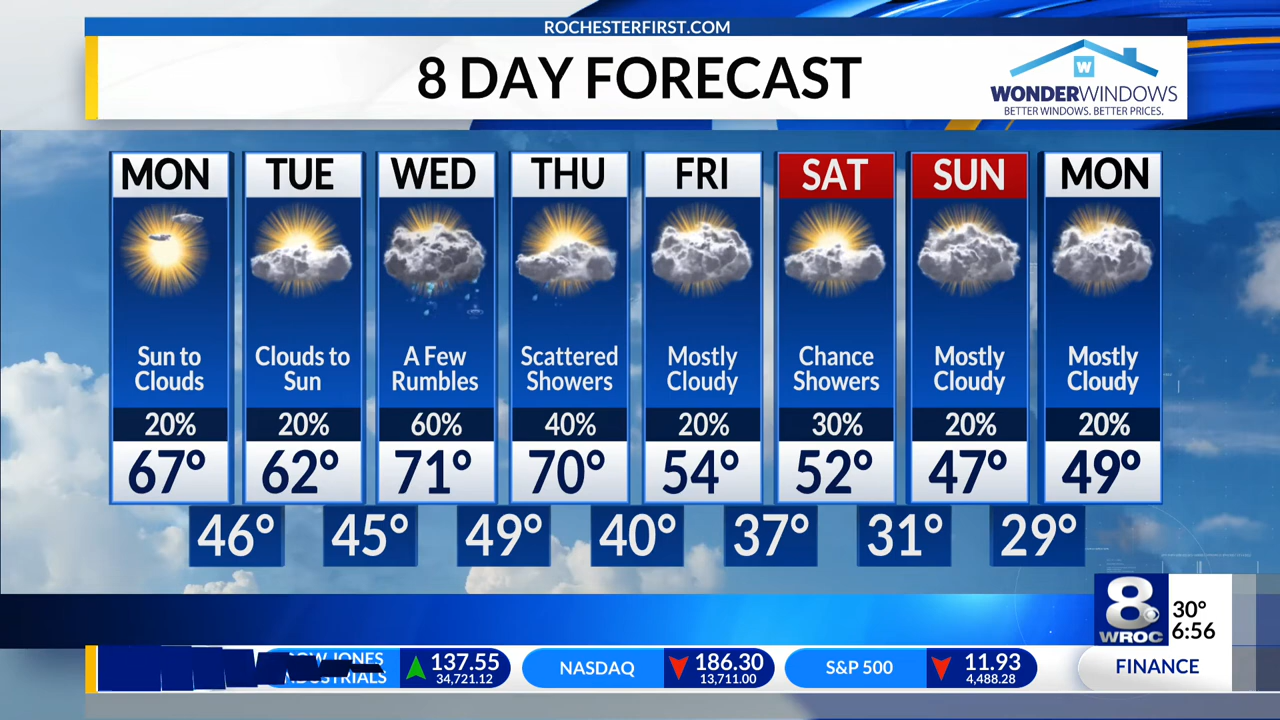 ROCHESTERFIRST.COM
8 DAY FORECAST
W
WONDERWINDOWS
BETTER WINDOWS. BETTER PRICES.
MON TUE WED THU FRI SAT SUN MON
Sun to Clouds to A Few Scattered Mostly Chance Mostly Mostly
Clouds Sun Rumbles Showers Cloudy Showers Cloudy Cloudy
20% 20% 60% 40% 20% 30% 20% 20%
67° 62° 71° 70° 54° 52° 47° 49°
46° 45° 49° 40° 37° 31° 29°
8
WROC
30°
6:56
JONES 137.55 NASDAQ 186.30 S&P 500 11.93
34,721.12 13,711.00 4,488.28
FINANCE